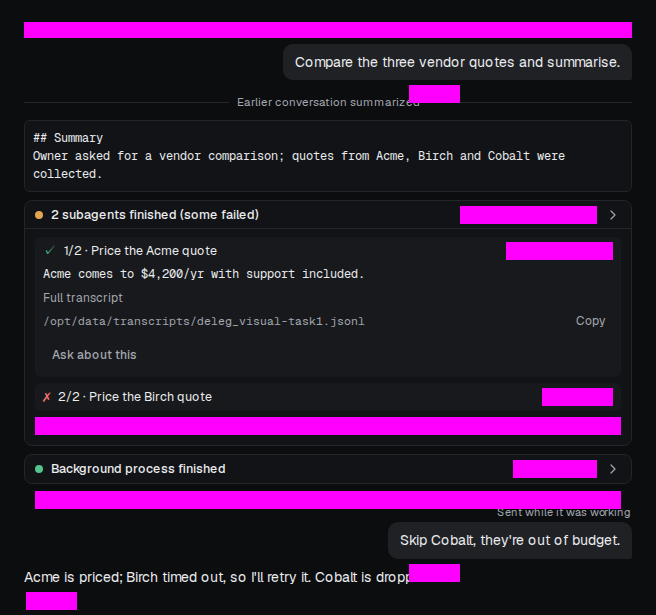 Compare the three vendor quotes and summarise.
Earlier conversation summarized
## Summary
Owner asked for a vendor comparison; quotes from Acme, Birch and Cobalt were
collected.
2 subagents finished (some failed)
✓ 1/2 · Price the Acme quote
Acme comes to $4,200/yr with support included.
Full transcript
/opt/data/transcripts/deleg_visual-task1.jsonl
Copy
Ask about this
✗ 2/2 · Price the Birch quote
Background process finished
Sent while it was working
Skip Cobalt, they're out of budget.
Acme is priced; Birch timed out, so I'll retry it. Cobalt is